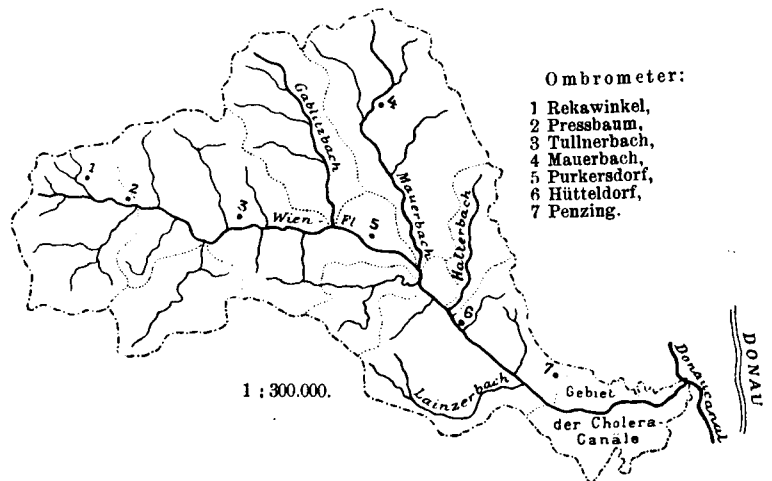 Ombrometer:
1 Rekawinkel,
2 Pressbaum,
3 Tullnerbach,
4 Mauerbach,
5 Purkersdorf,
6 Hütteldorf,
7 Penzing.
Gablitzbach
4
Mauerbach
Halterbach
1
2
3
Wien Fl
5
6
7
Lainzerbach
Gebiet
der Cholera-
Canäle
Donaucanal
DONAU
1 : 300.000.